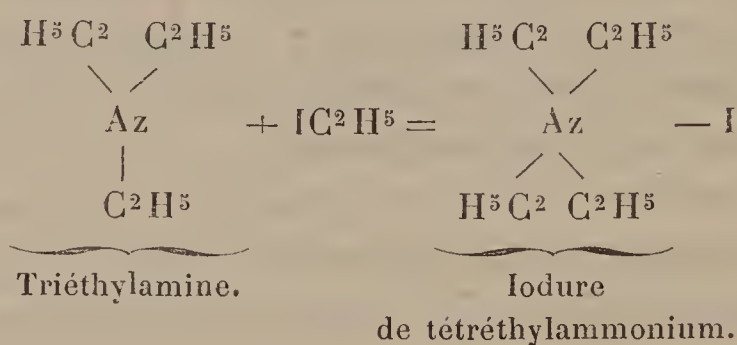 H⁵C² C²H⁵ H⁵C² C²H⁵
Az + IC²H⁵ = Az — I
C²H⁵ H⁵C² C²H⁵
Triéthylamine. Iodure
de tétréthylammonium.